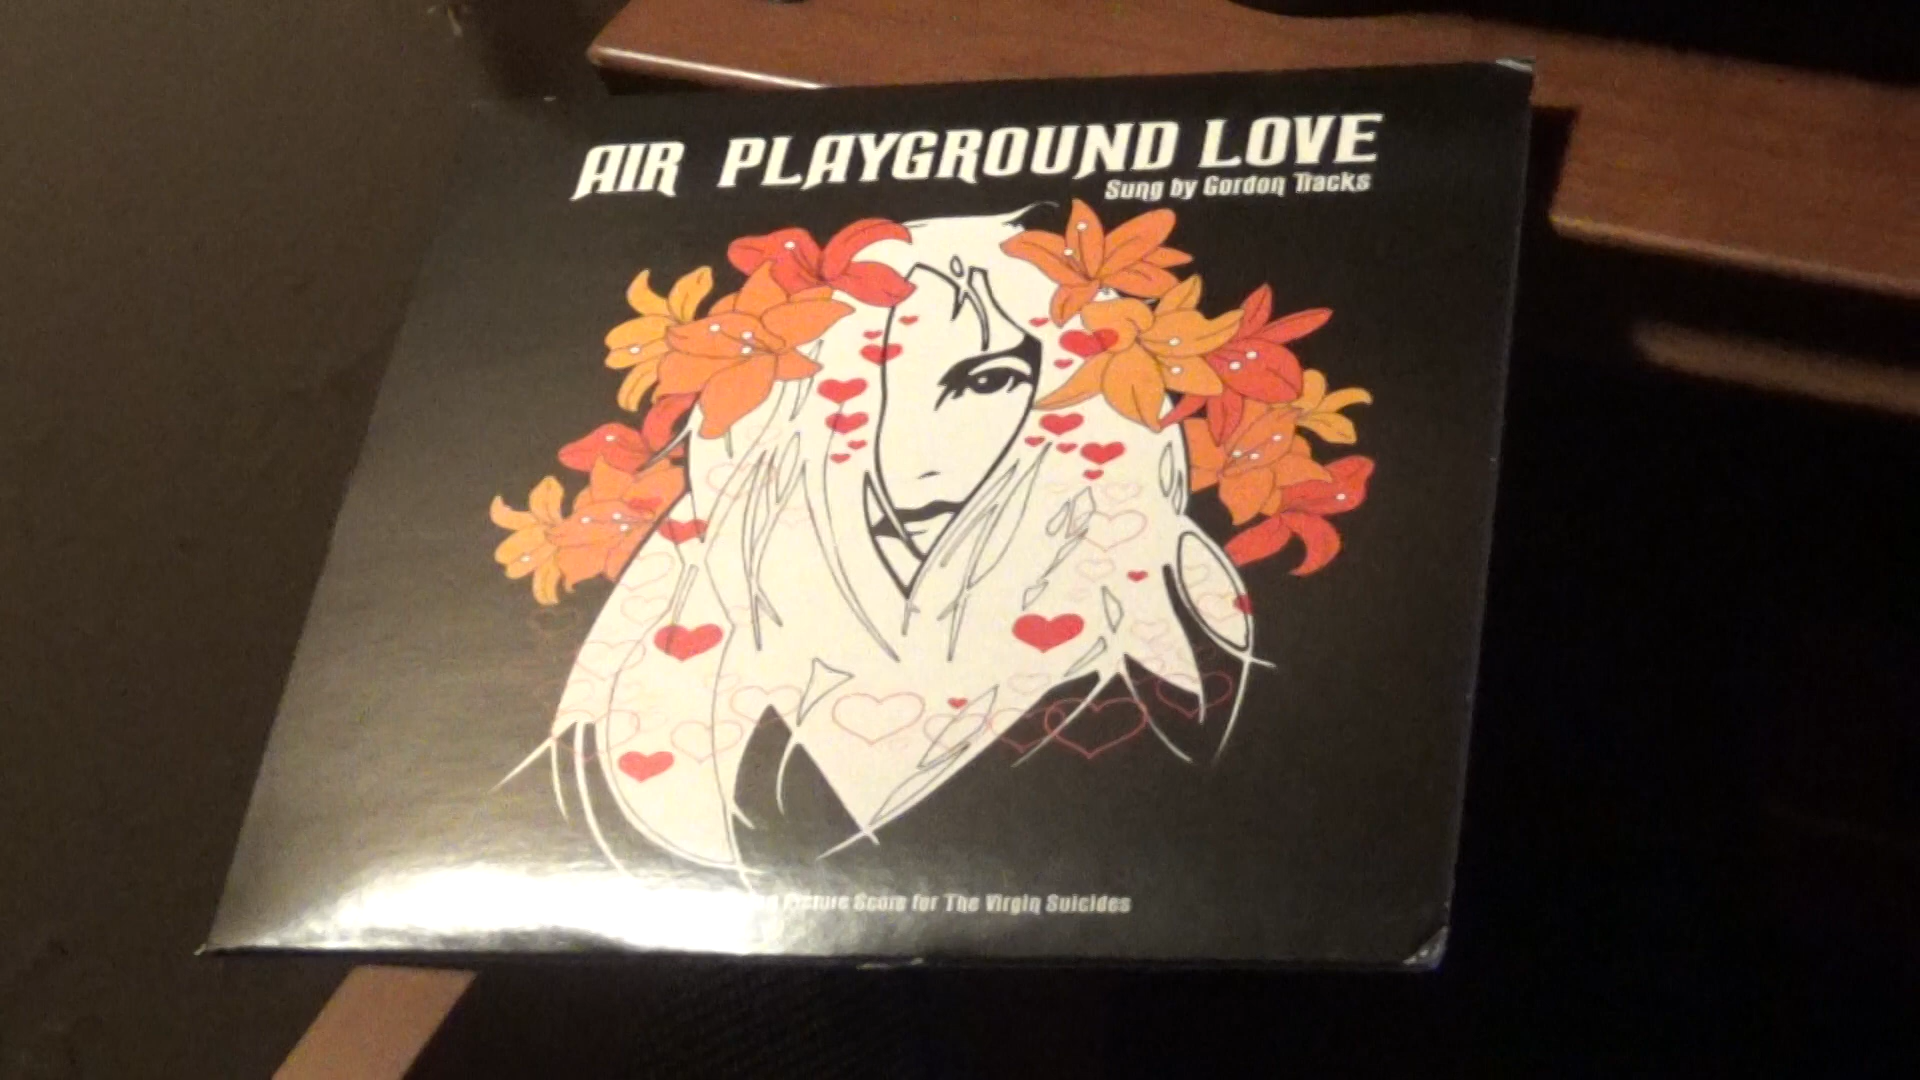 AIR PLAYGROUND LOVE
Sung by Gordon Tracks
Picture Score for The Virgin Suicides